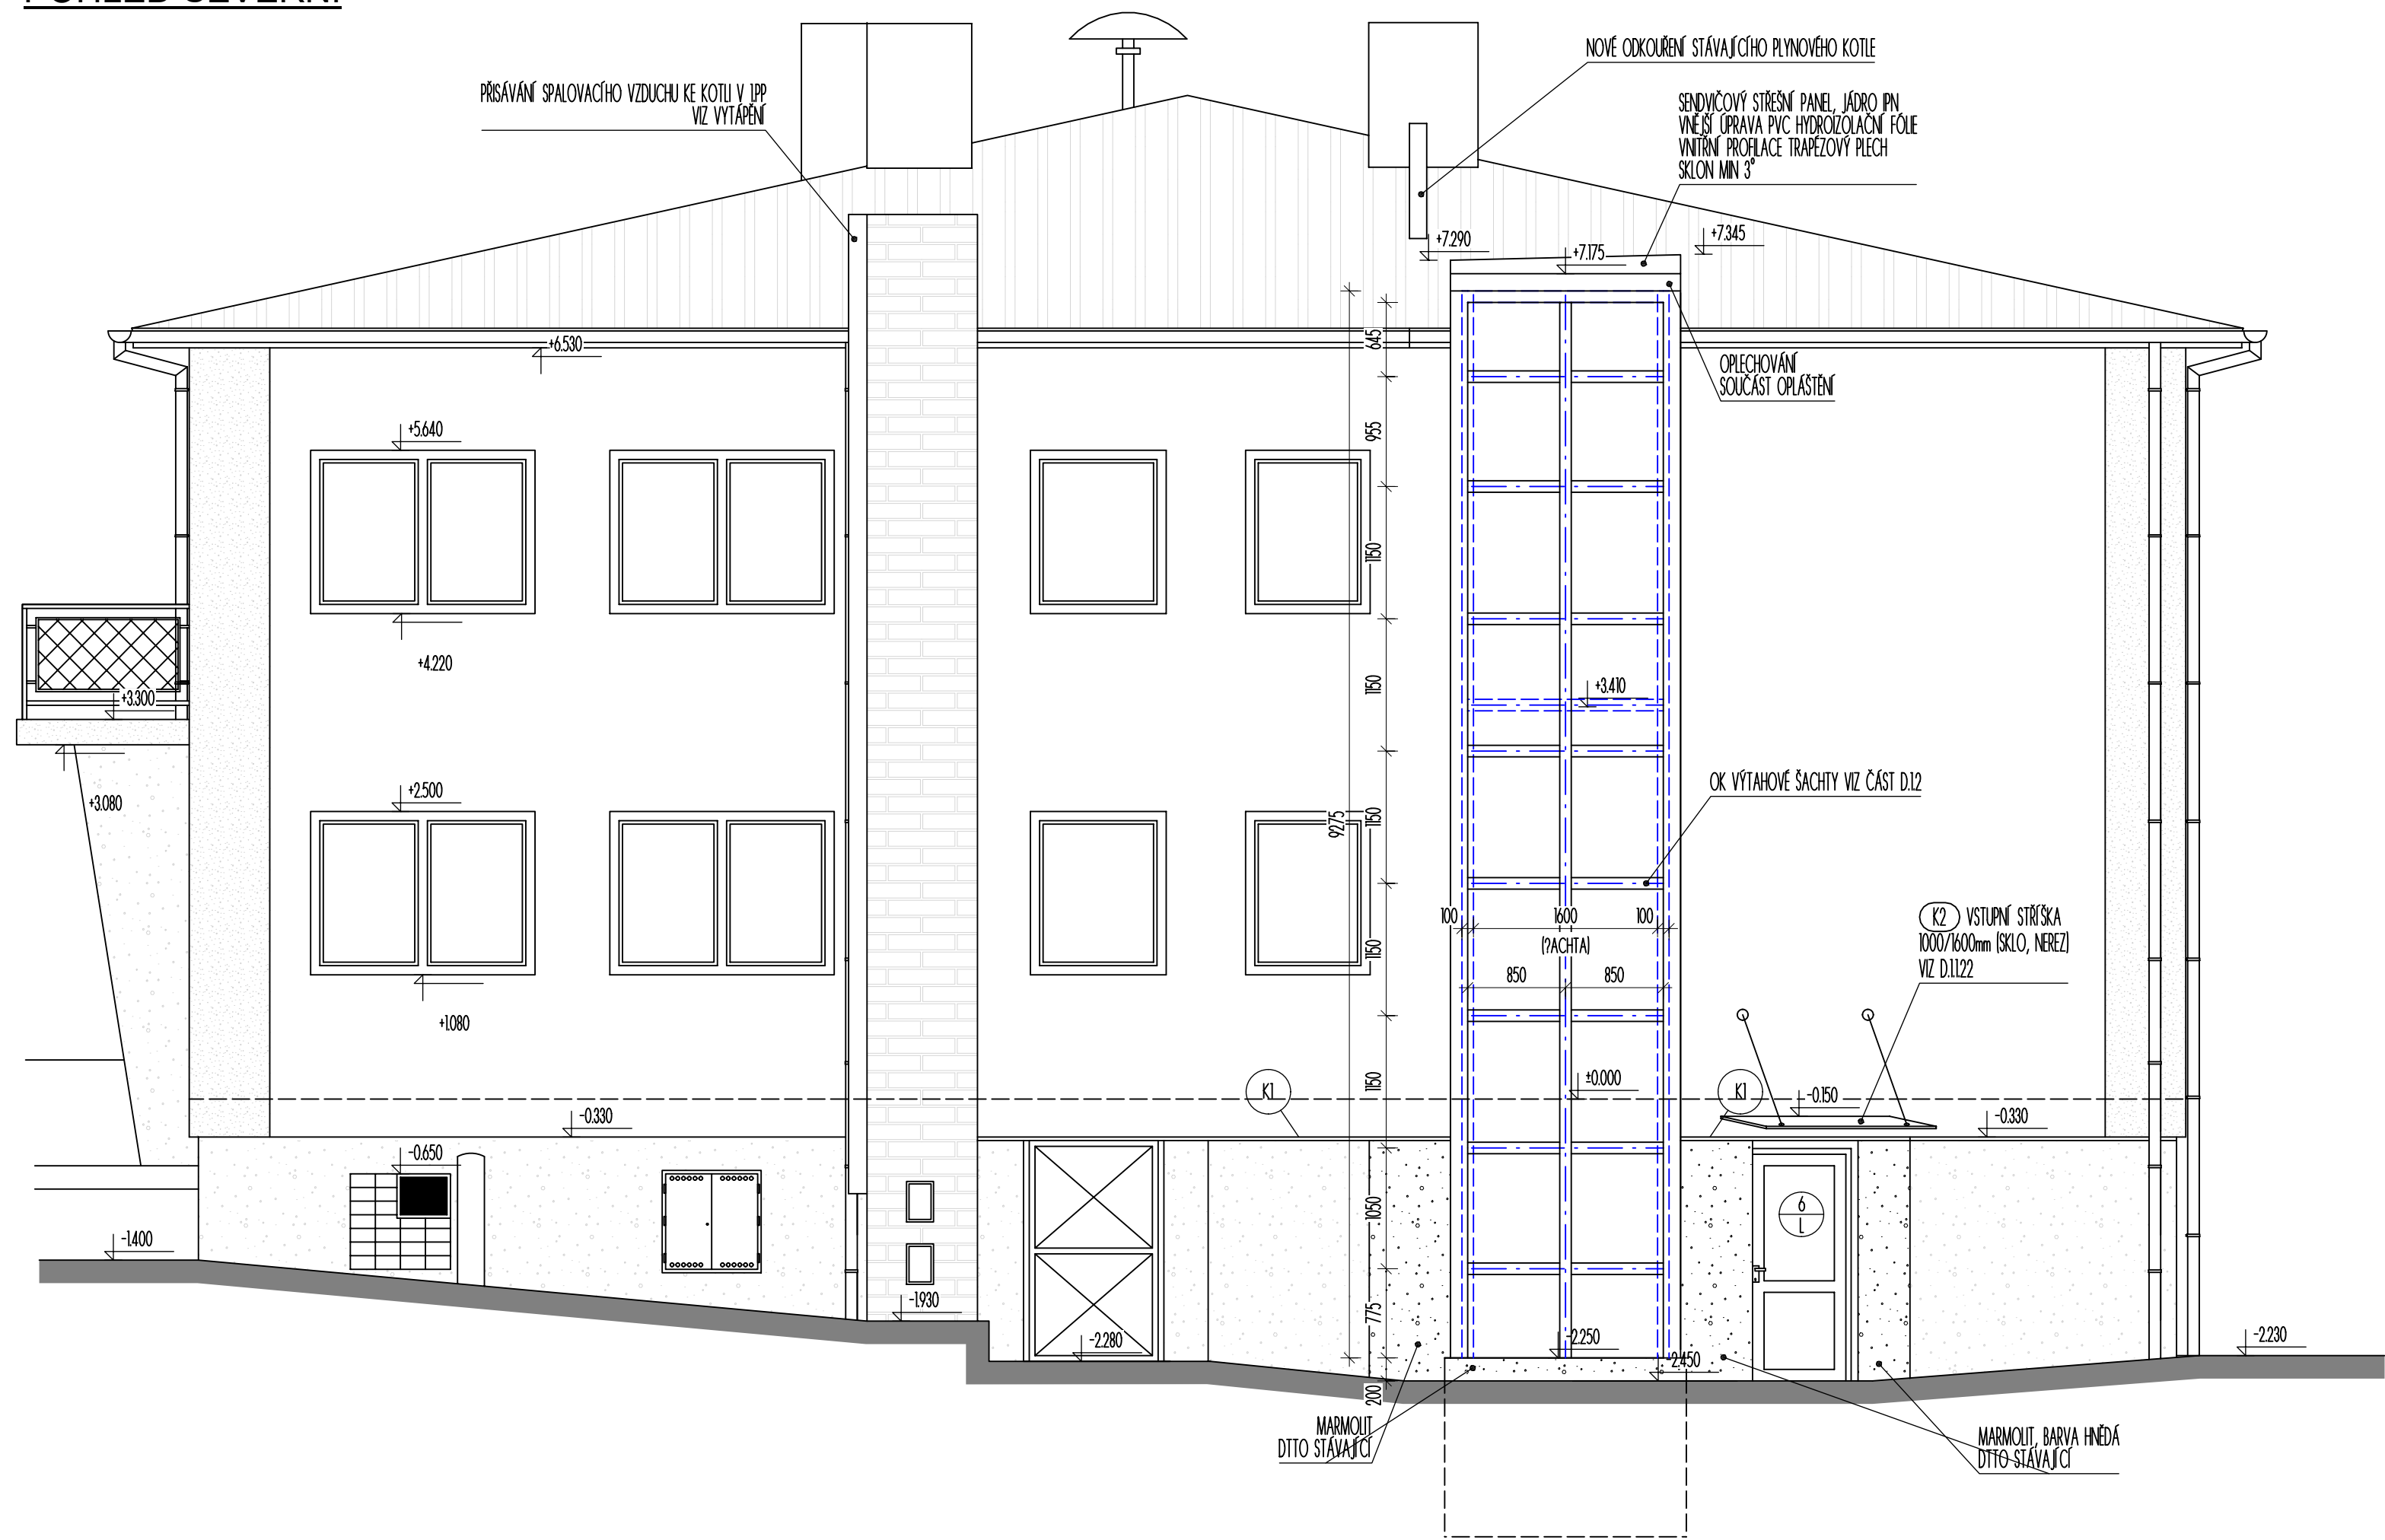 POHLED SEVERNÍ
PŘISÁVÁNÍ SPALOVACÍHO VZDUCHU KE KOTLI V 1.PP
VIZ VYTÁPĚNÍ
NOVÉ ODKOUŘENÍ STÁVAJÍCÍHO PLYNOVÉHO KOTLE
SENDVIČOVÝ STŘEŠNÍ PANEL, JÁDRO IPN
VNĚJŠÍ ÚPRAVA PVC HYDROIZOLAČNÍ FÓLIE
VNITŘNÍ PROFILACE TRAPÉZOVÝ PLECH
SKLON MIN 3°
+7.290
+7.175
+7.345
+6.530
645
OPLECHOVÁNÍ
SOUČÁST OPLÁŠTĚNÍ
+5.640
955
1150
+4.220
+3.300
1150
+3.410
+3.080
+2.500
9275
1150
OK VÝTAHOVÉ ŠACHTY VIZ ČÁST D.1.2
100
1600
100
(?ACHTA)
1150
850
850
K2 VSTUPNÍ STŘÍŠKA
1000/1600mm (SKLO, NEREZ)
VIZ D.1.1.22
+1.080
1150
K1
±0.000
K1
-0.150
-0.330
-0.330
-0.650
1050
6
L
-1.400
-1.930
775
-2.280
-2.250
-2.230
-2.450
200
MARMOLIT
DTTO STÁVAJÍCÍ
MARMOLIT, BARVA HNĚDÁ
DTTO STÁVAJÍCÍ